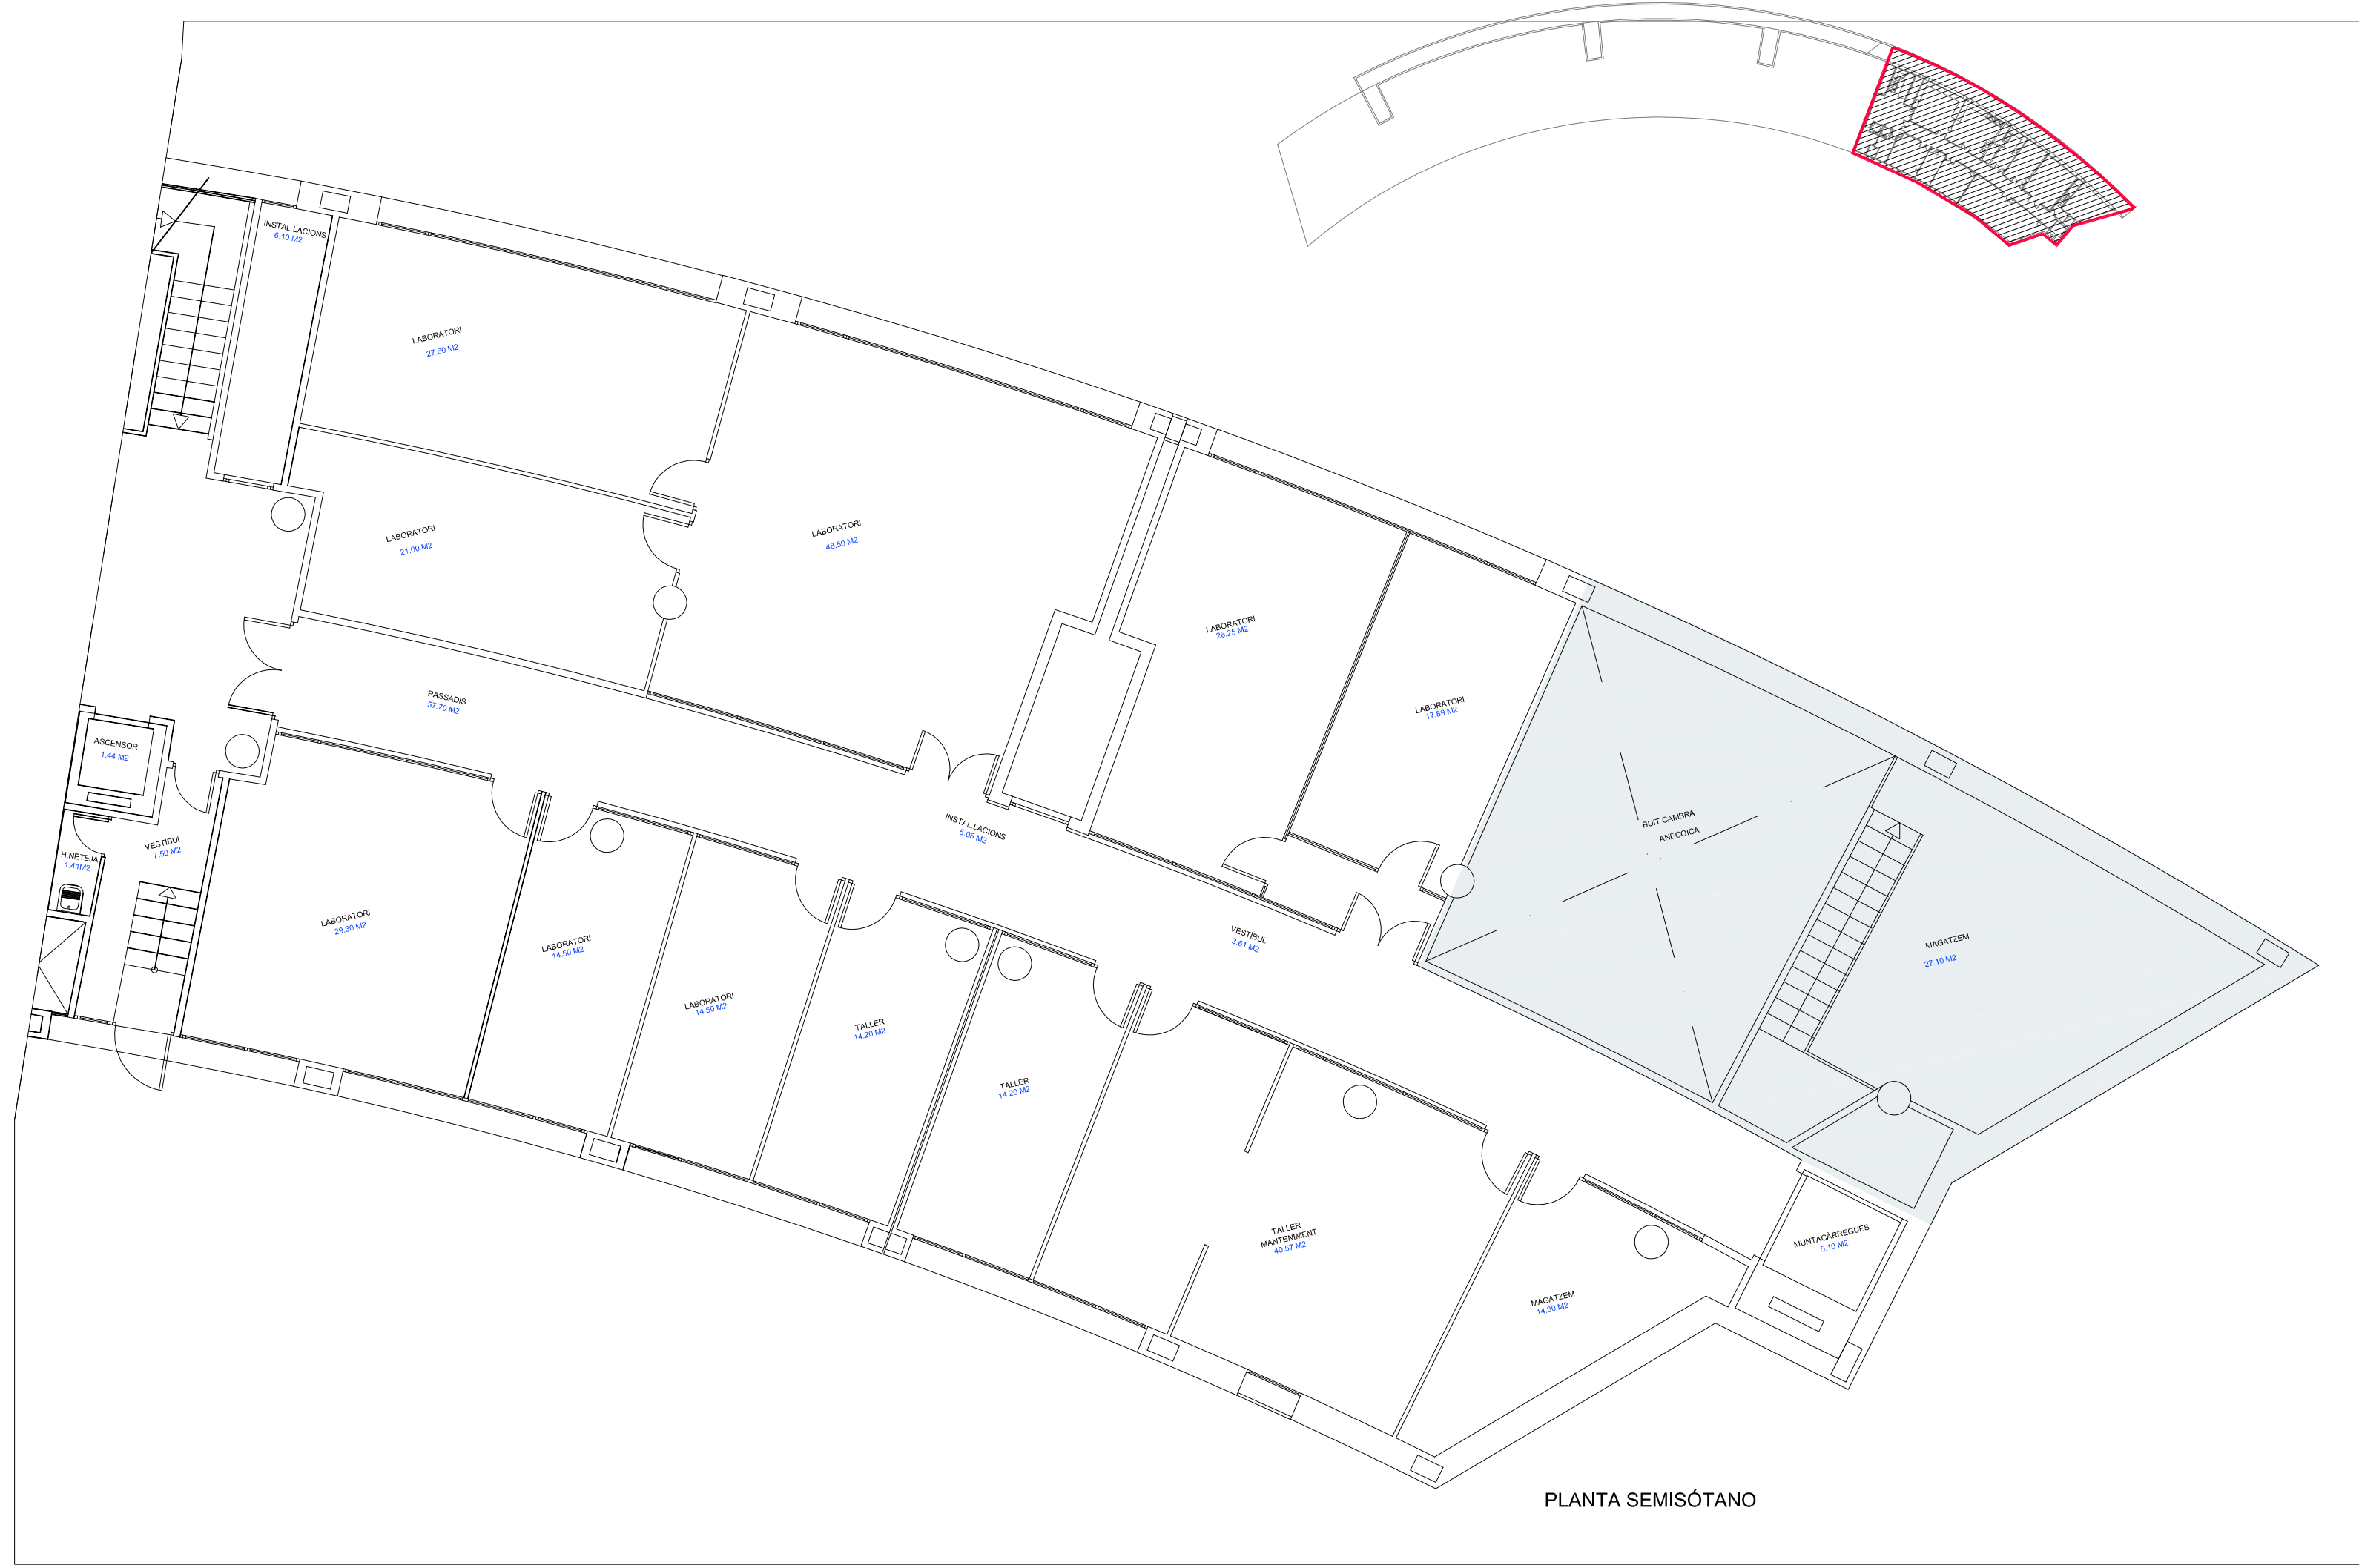 INSTAL.LACIONS
6.10 M2
LABORATORI
27.60 M2
LABORATORI
48.50 M2
LABORATORI
21.00 M2
LABORATORI
26.25 M2
LABORATORI
17.89 M2
PASSADIS
57.70 M2
ASCENSOR
1.44 M2
VESTÍBUL
7.50 M2
H.NETEJA
1.41M2
INSTAL.LACIONS
5.05 M2
BUIT CAMBRA
ANECOICA
MAGATZEM
27.10 M2
LABORATORI
29.30 M2
LABORATORI
14.50 M2
LABORATORI
14.50 M2
VESTÍBUL
3.61 M2
TALLER
14.20 M2
TALLER
14.20 M2
TALLER
MANTENIMENT
40.57 M2
MUNTACÀRREGUES
5.10 M2
MAGATZEM
14.30 M2
PLANTA SEMISÓTANO